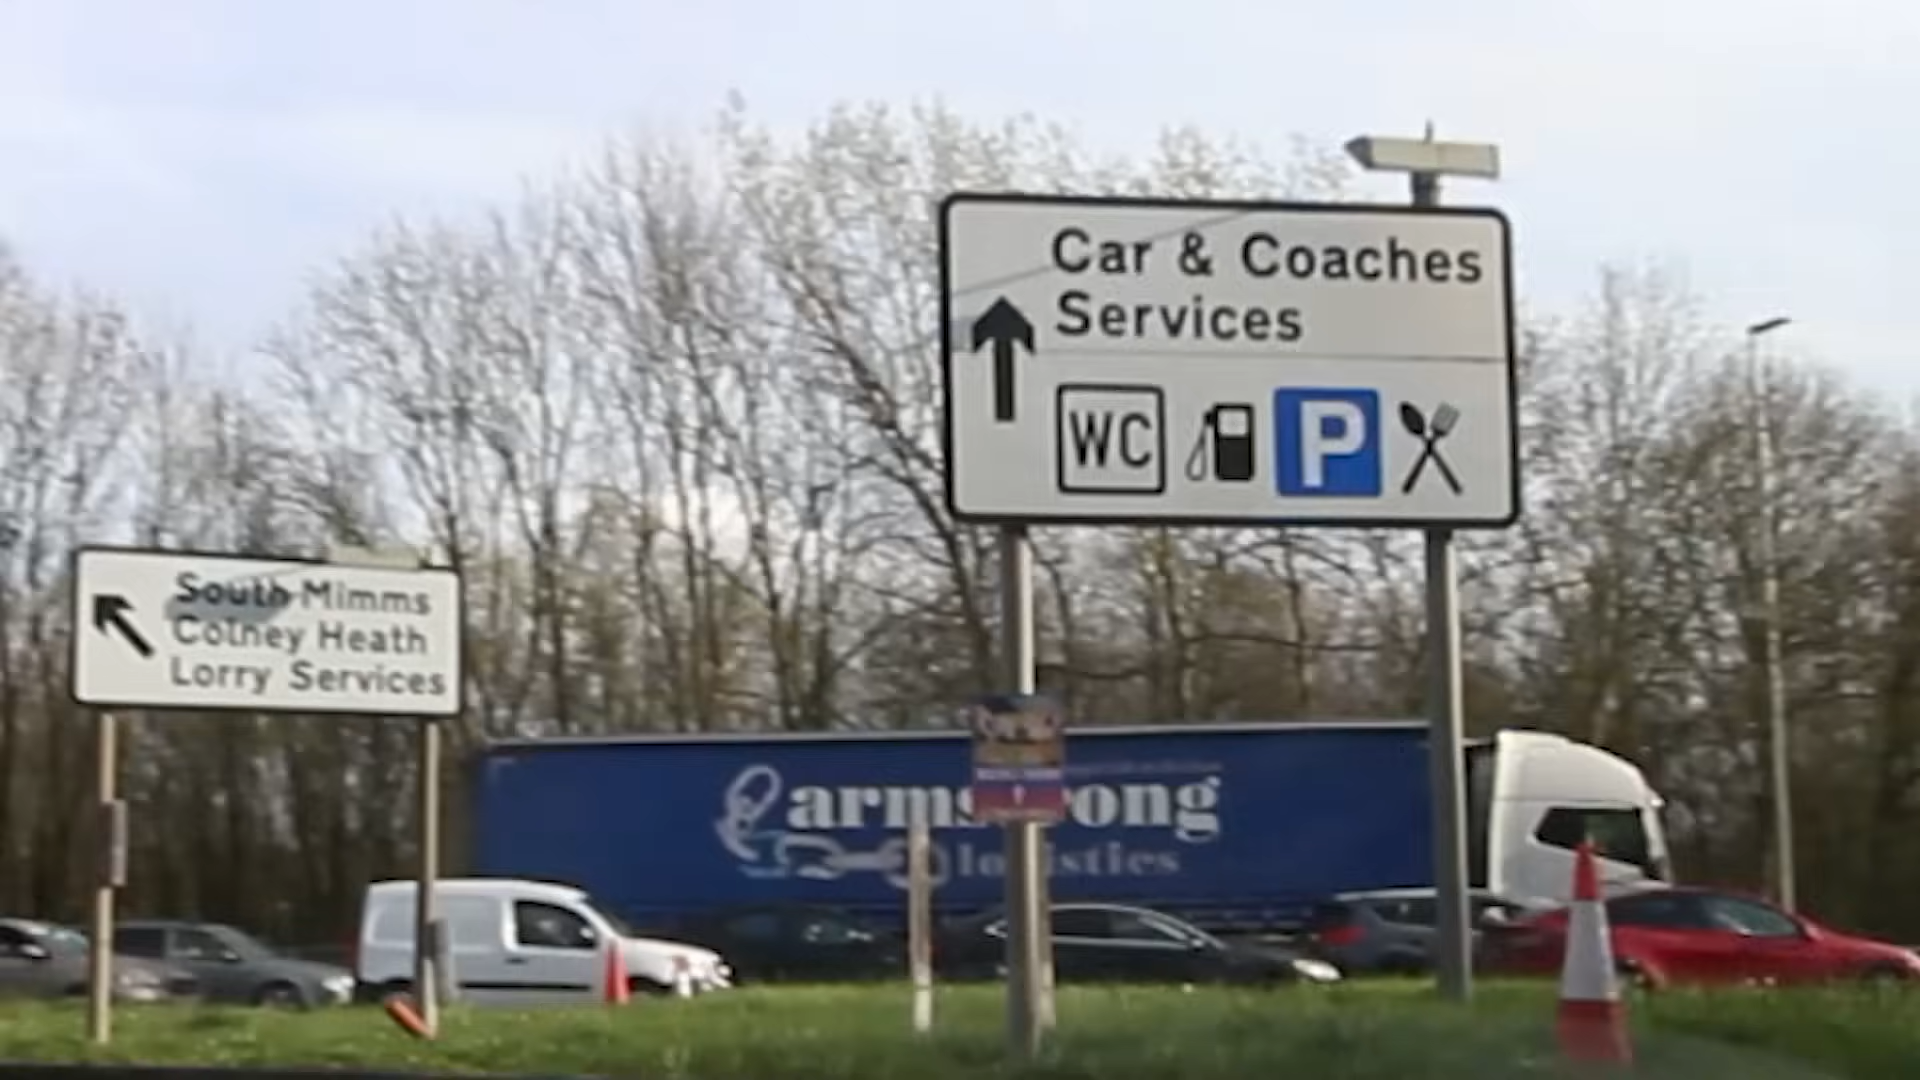 Car & Coaches
Services
WC
P
South Mimms
Colney Heath
Lorry Services
armstrong
logistics